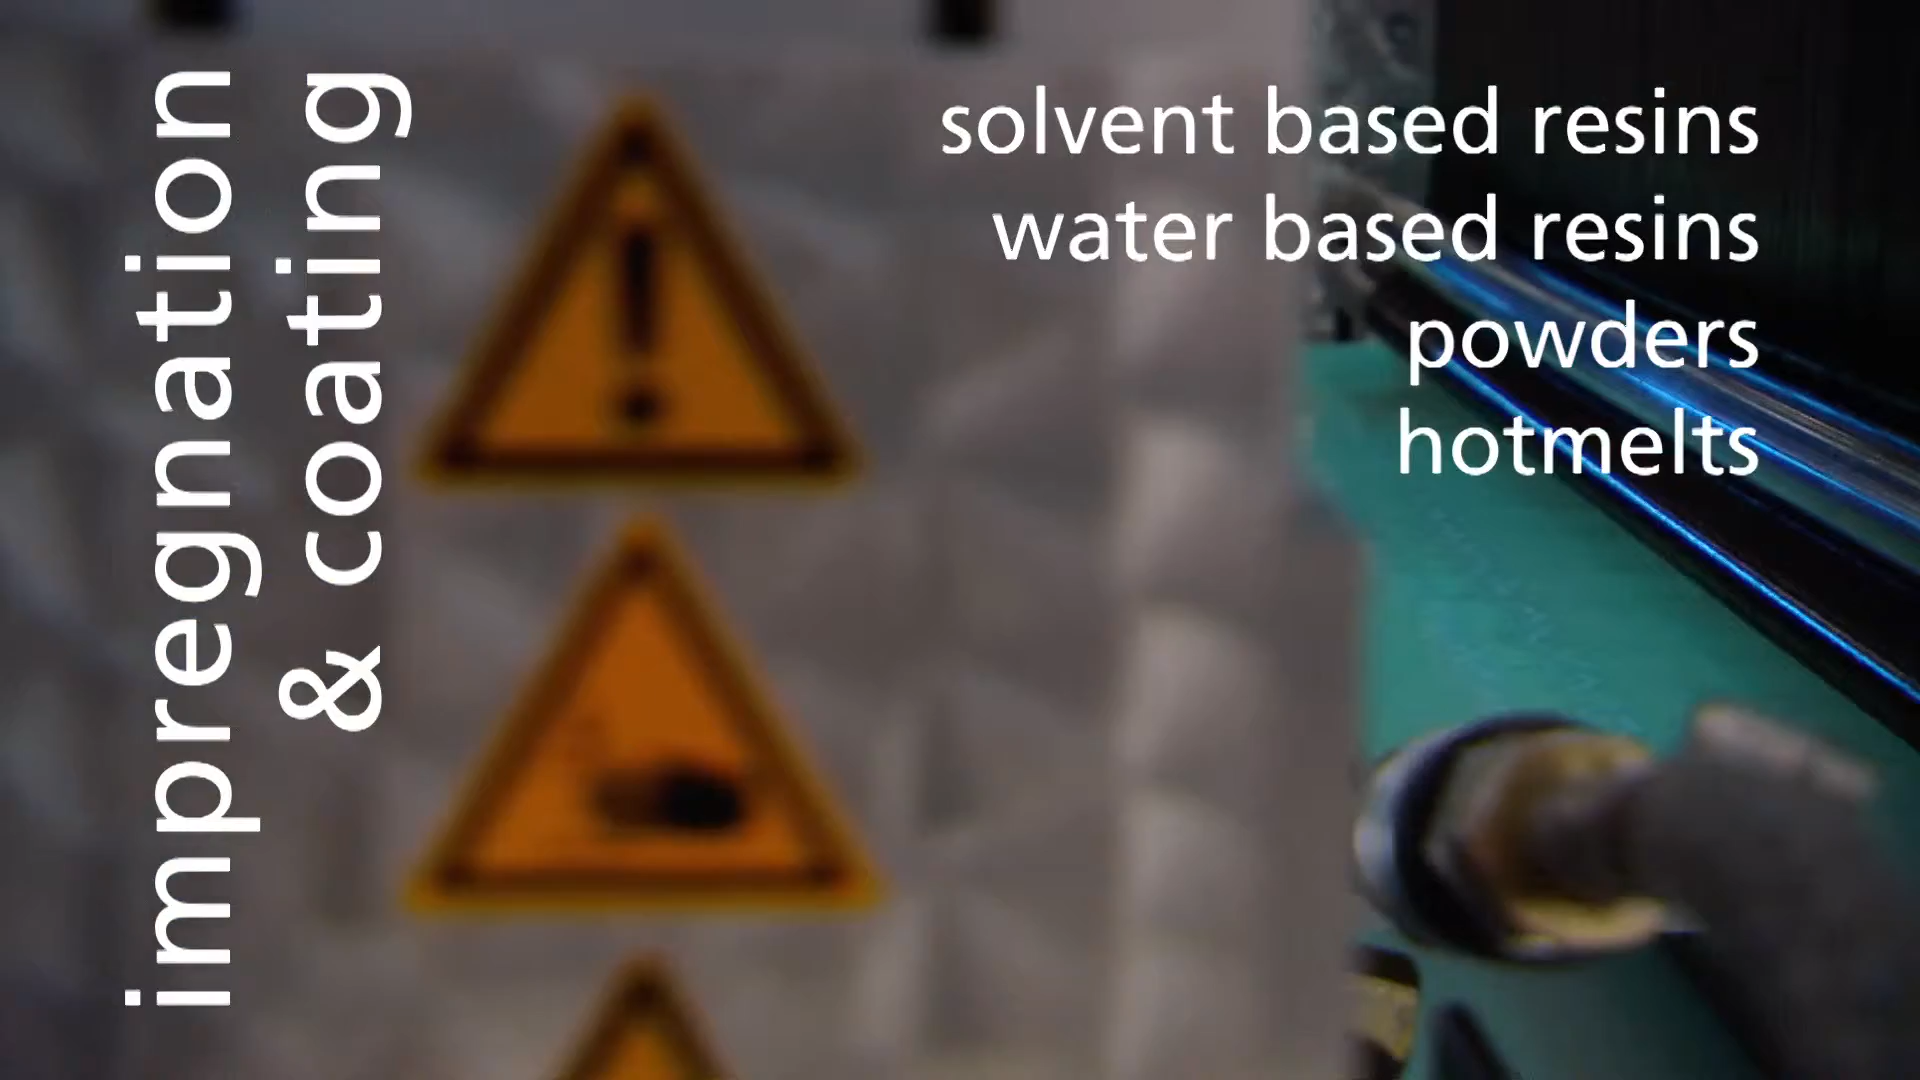 impregnation
& coating
solvent based resins
water based resins
powders
hotmelts